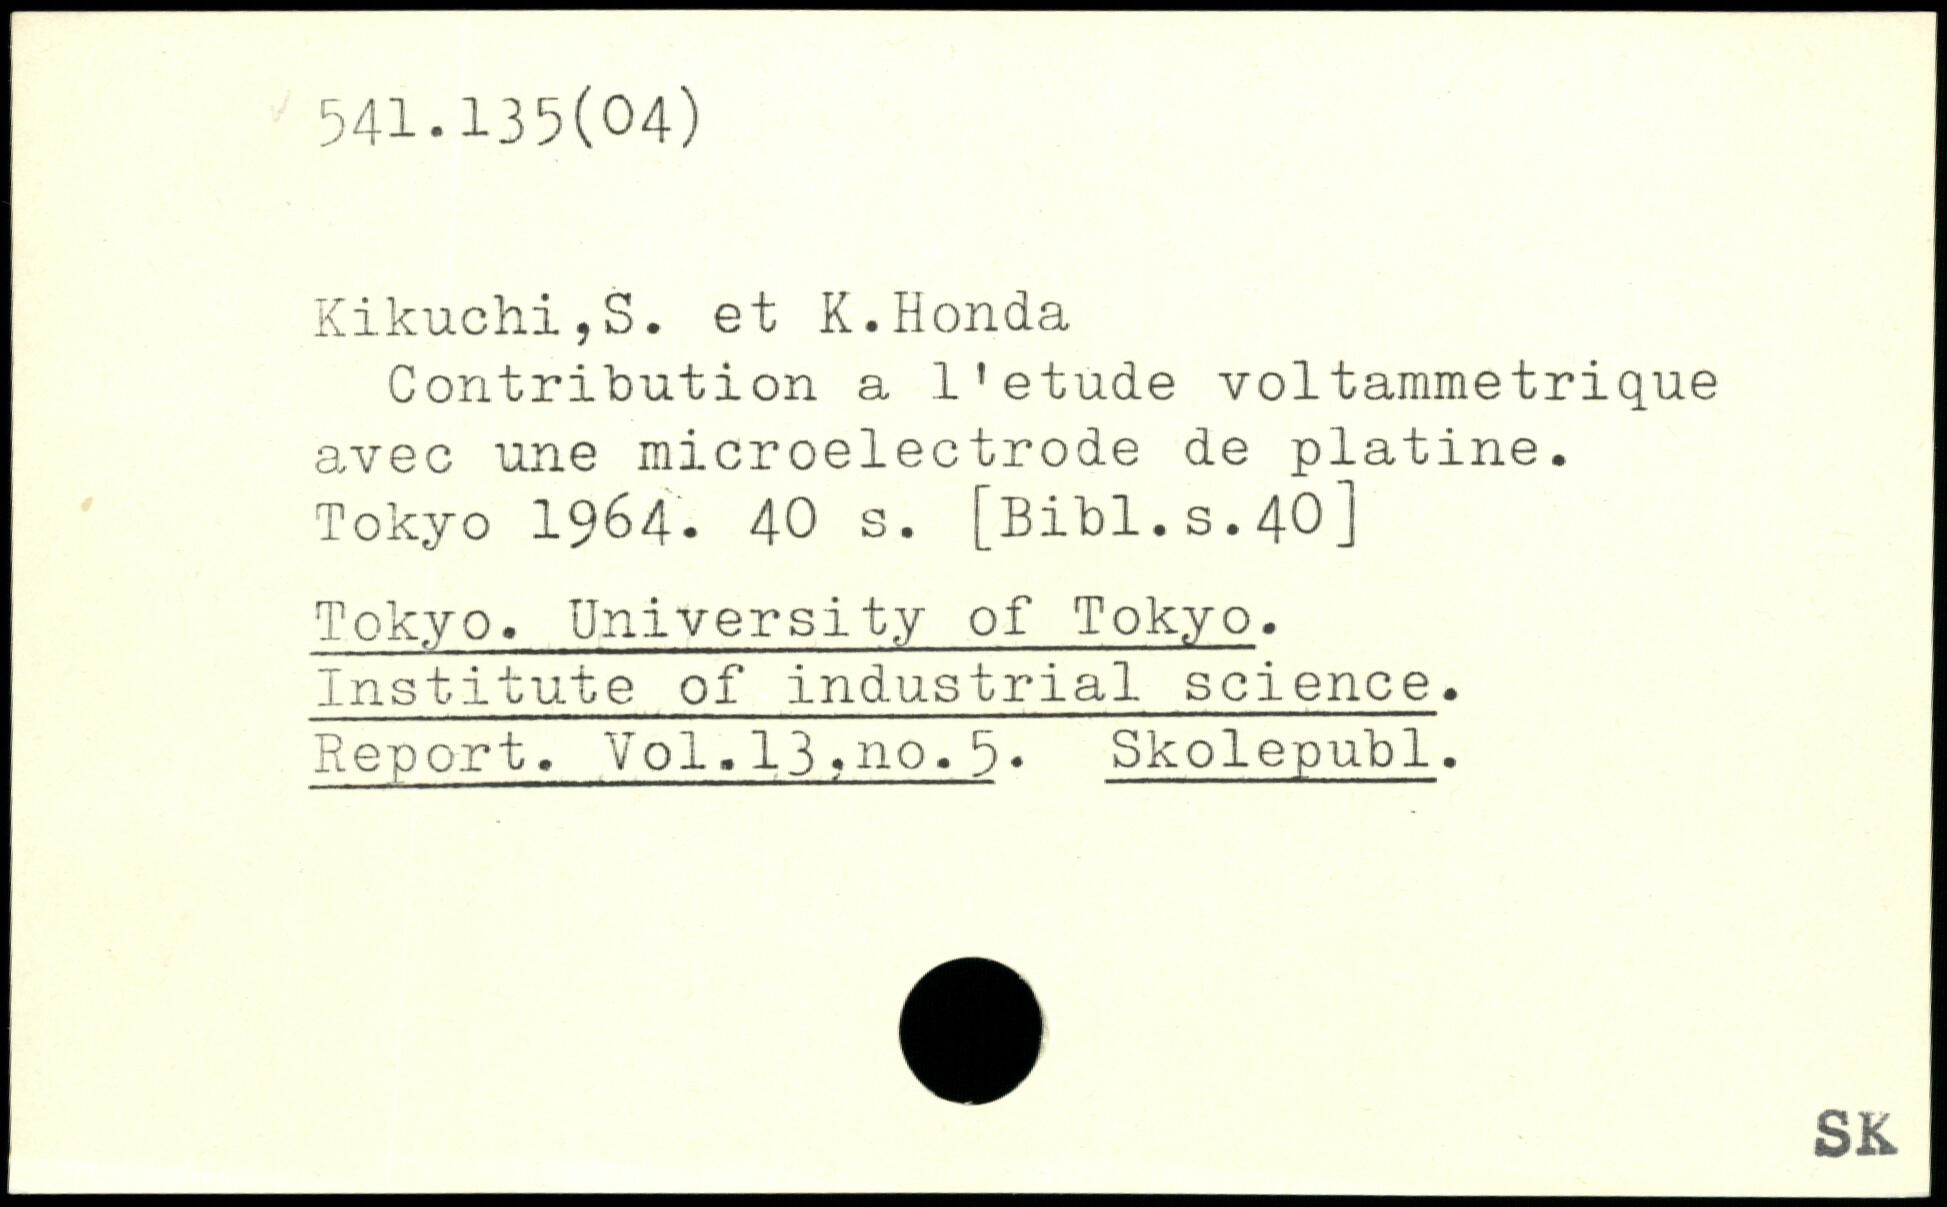 541.135(04)
Kikuchi,S. et K.Honda
Contribution a l'etude voltammetrique
avec une microelectrode de platine.
Tokyo 1964. 40 s. [Bibl.s.40]
Tokyo. University of Tokyo.
Institute of industrial science.
Report. Vol.13,no.5. Skolepubl.
SK